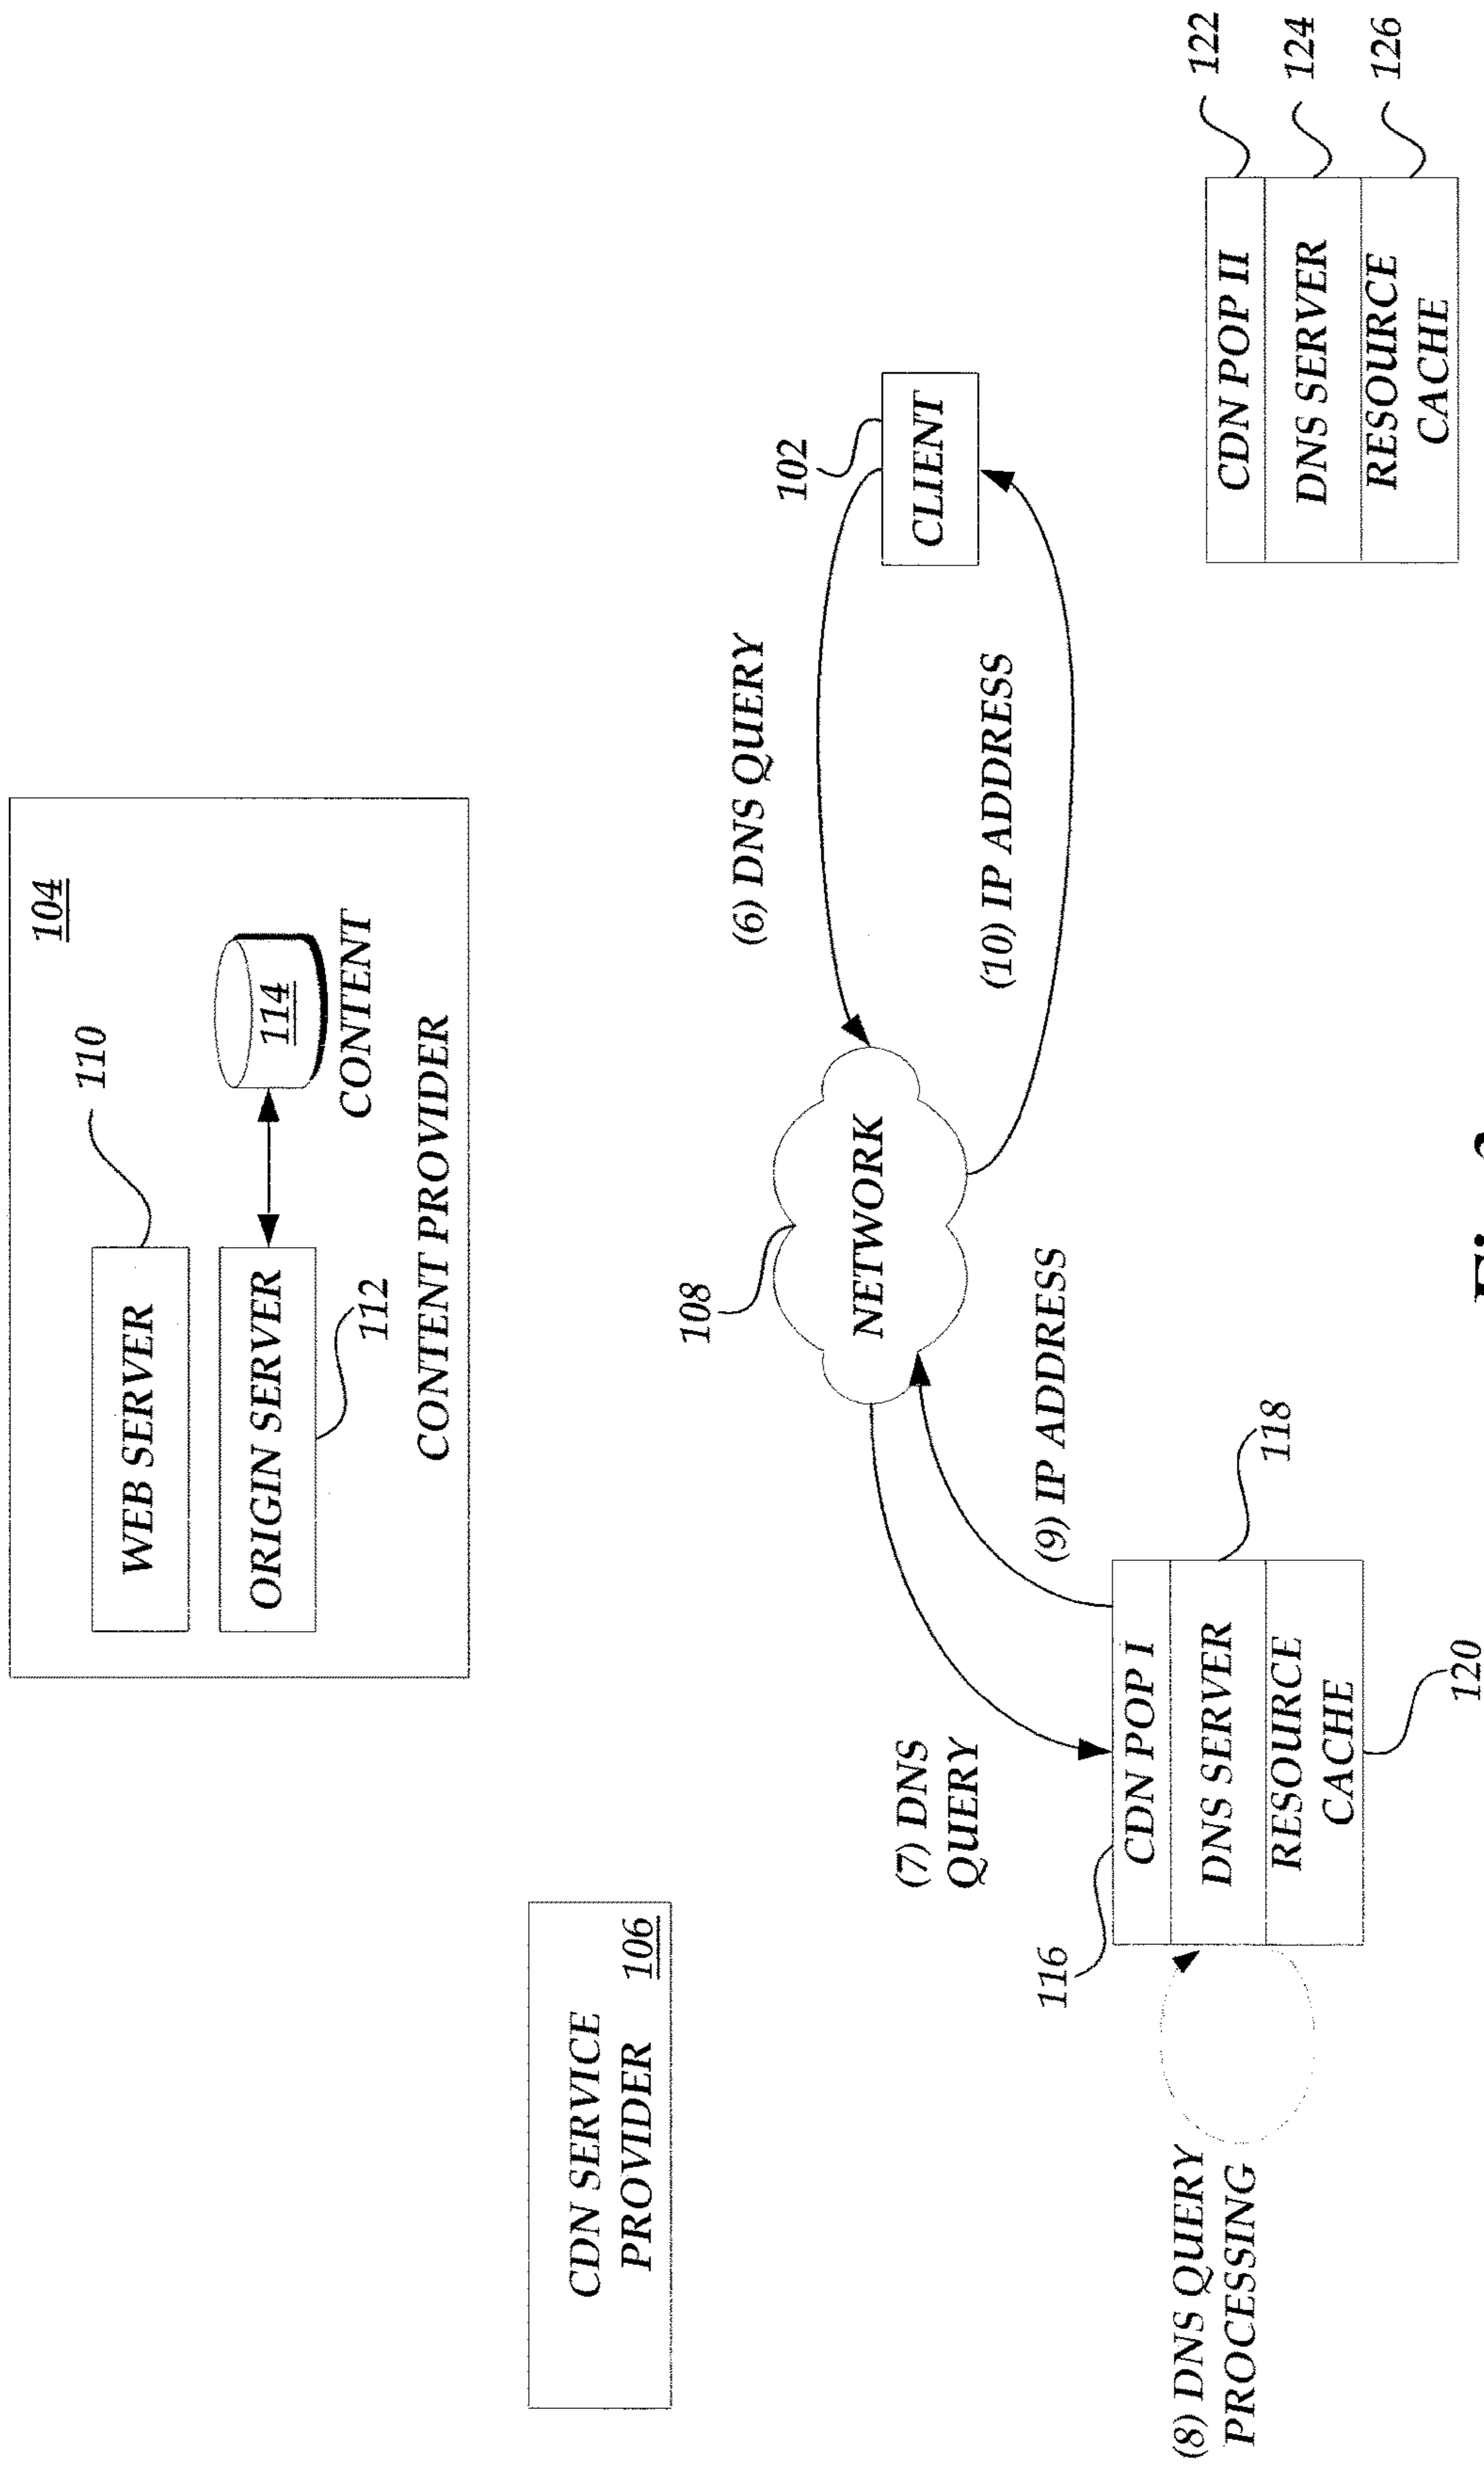 104
WEB SERVER
110
ORIGIN SERVER
112
114
CONTENT
CONTENT PROVIDER
CDN SERVICE
PROVIDER
106
102
CLIENT
(6) DNS QUERY
(10) IP ADDRESS
108
NETWORK
(7) DNS
QUERY
(9) IP ADDRESS
116
CDN POP I
DNS SERVER
118
RESOURCE
CACHE
120
(8) DNS QUERY
PROCESSING
CDN POP II
122
DNS SERVER
124
RESOURCE
CACHE
126